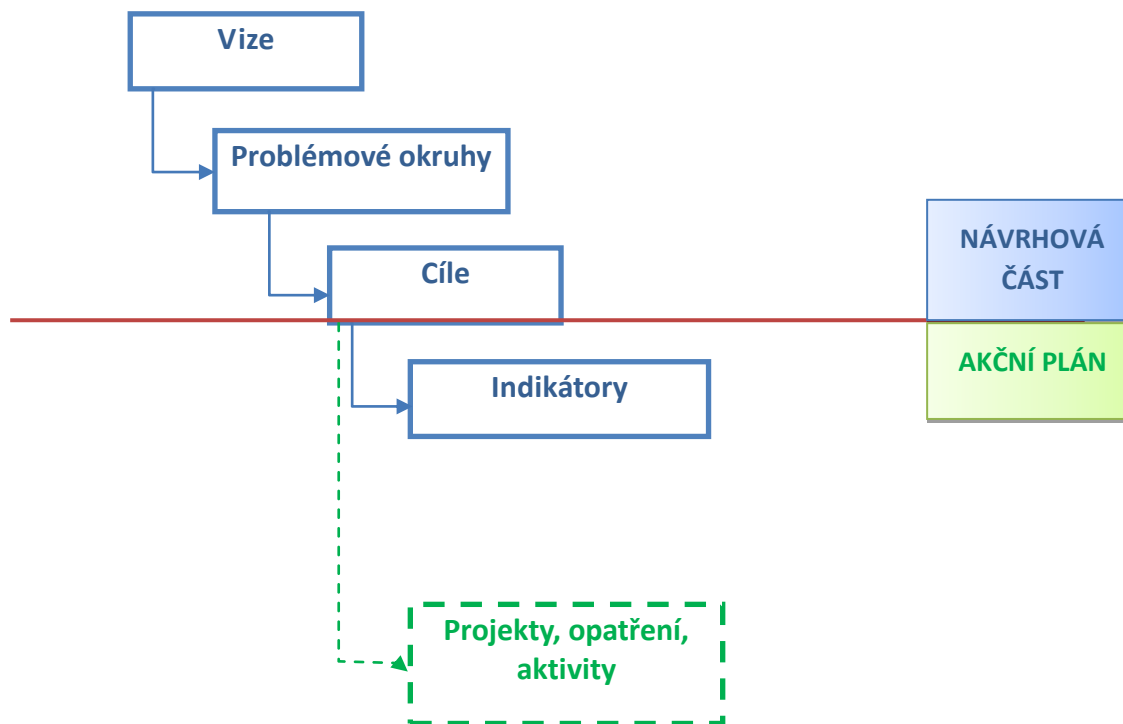 Vize
Problémové okruhy
Cíle
NÁVRHOVÁ
ČÁST
AKČNÍ PLÁN
Indikátory
Projekty, opatření,
aktivity